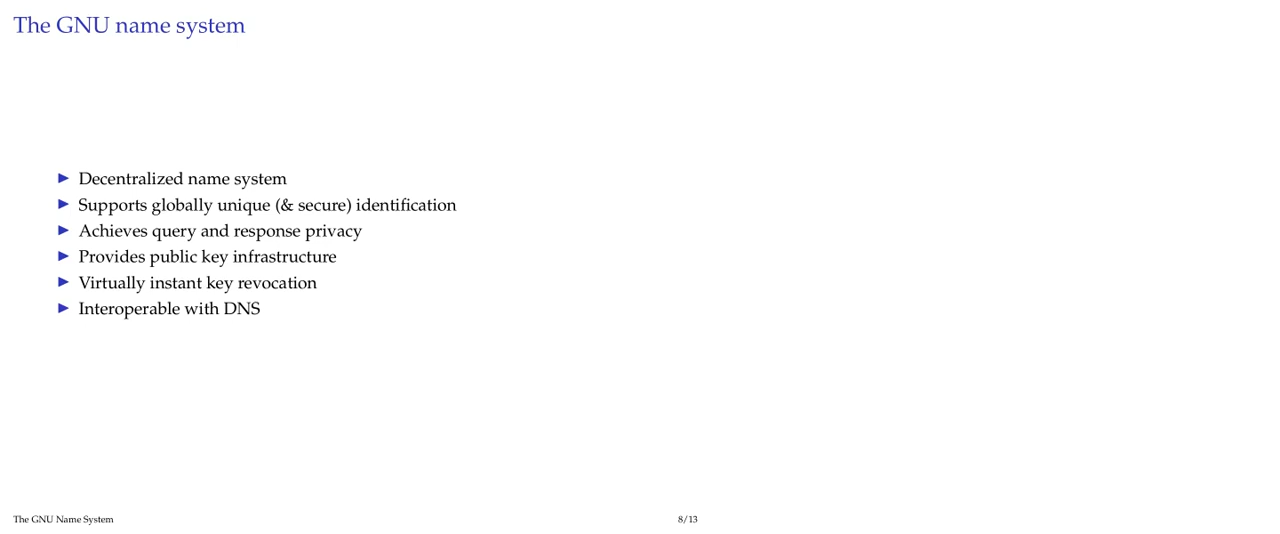 The GNU name system
▶ Decentralized name system
▶ Supports globally unique (& secure) identification
▶ Achieves query and response privacy
▶ Provides public key infrastructure
▶ Virtually instant key revocation
▶ Interoperable with DNS
The GNU Name System
8/13